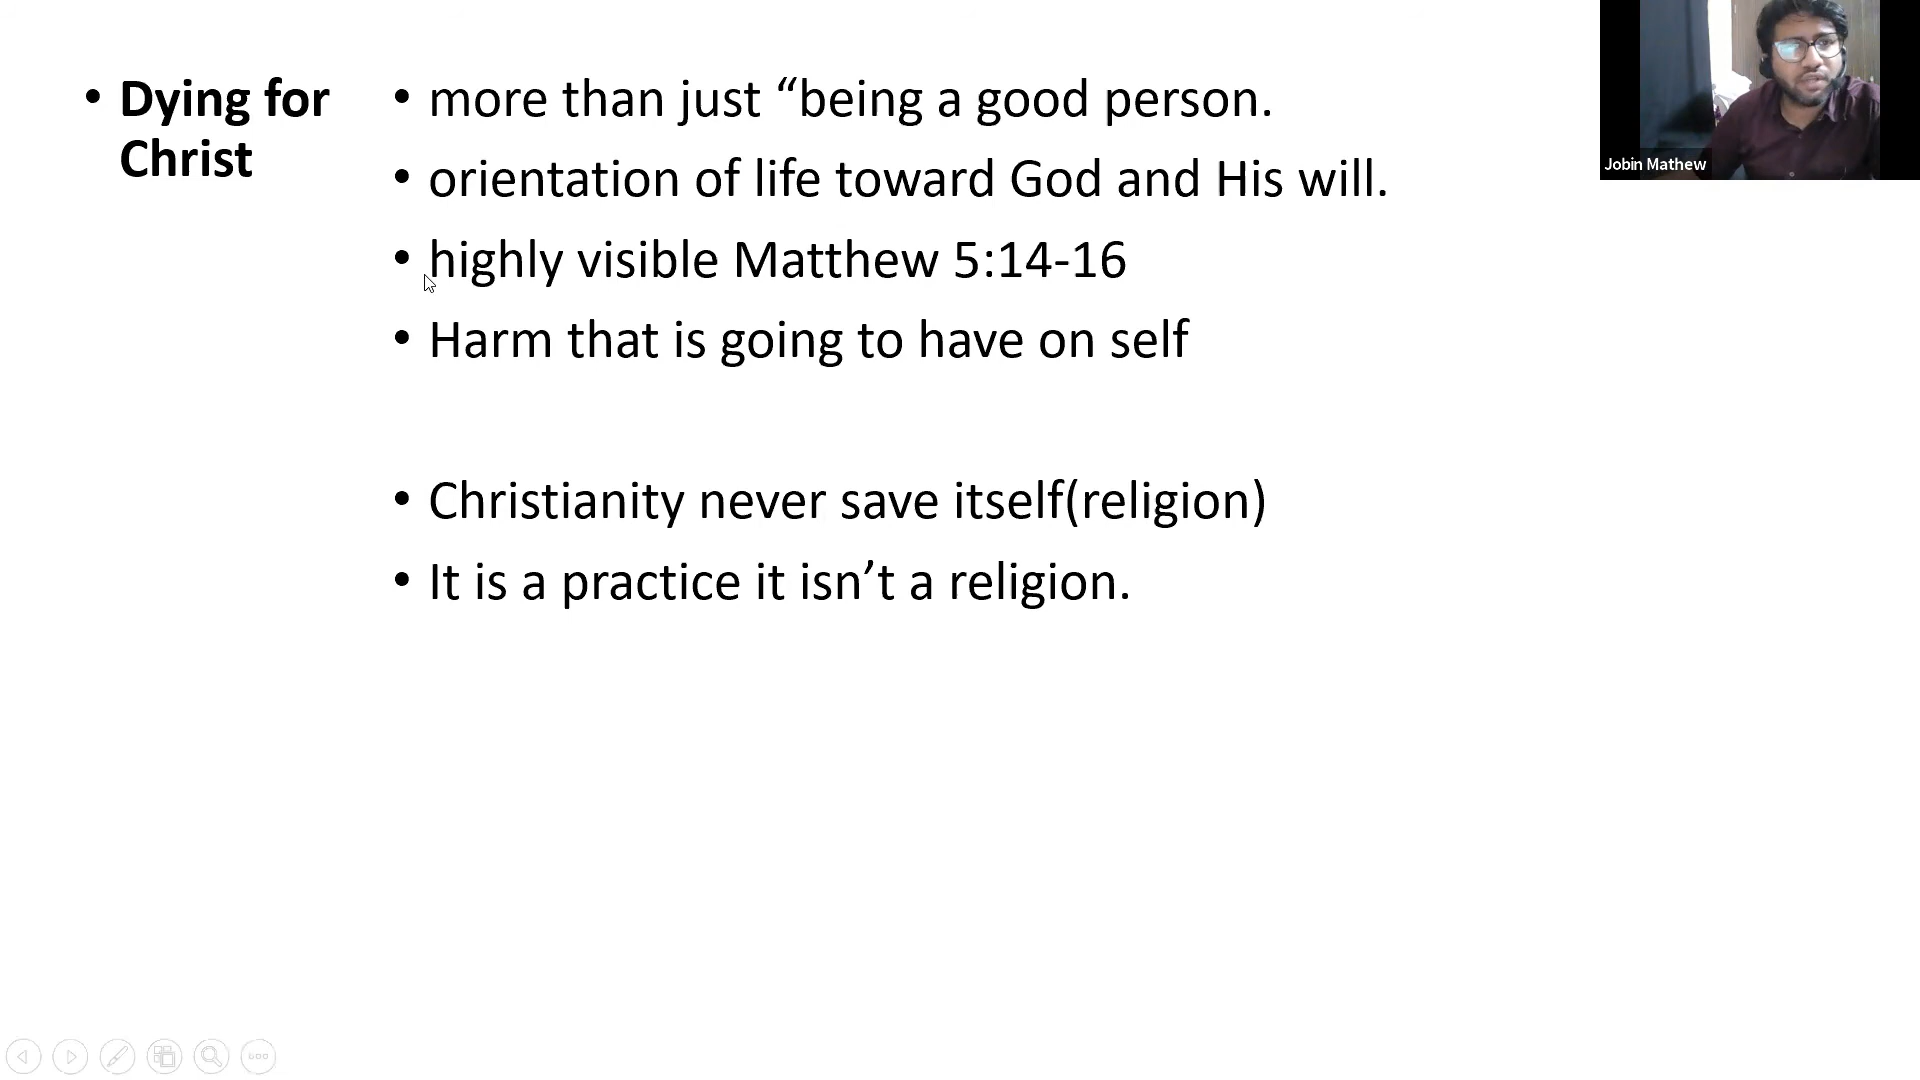 • Dying for
Christ
• more than just “being a good person.
• orientation of life toward God and His will.
• highly visible Matthew 5:14-16
• Harm that is going to have on self
• Christianity never save itself(religion)
• It is a practice it isn’t a religion.
Jobin Mathew